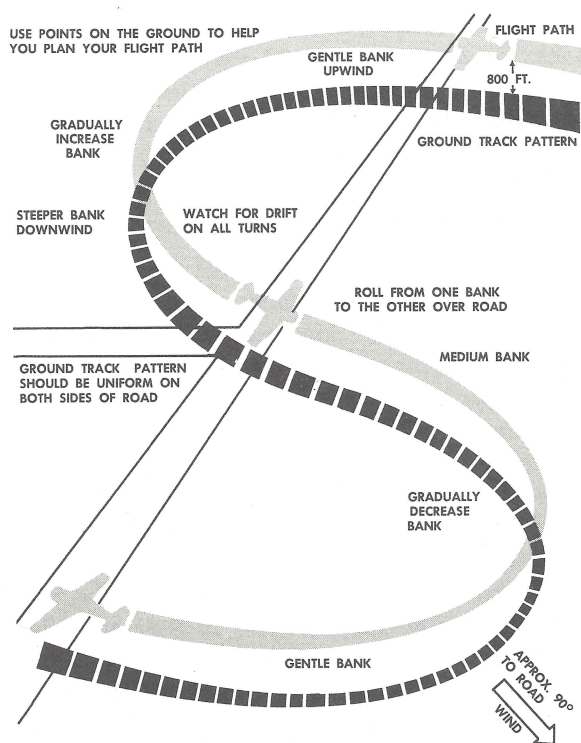 USE POINTS ON THE GROUND TO HELP
YOU PLAN YOUR FLIGHT PATH
FLIGHT PATH
GENTLE BANK
UPWIND
800 FT.
GROUND TRACK PATTERN
GRADUALLY
INCREASE
BANK
STEEPER BANK
DOWNWIND
WATCH FOR DRIFT
ON ALL TURNS
ROLL FROM ONE BANK
TO THE OTHER OVER ROAD
MEDIUM BANK
GROUND TRACK PATTERN
SHOULD BE UNIFORM ON
BOTH SIDES OF ROAD
GRADUALLY
DECREASE
BANK
GENTLE BANK
APPROX. 90°
TO ROAD
WIND